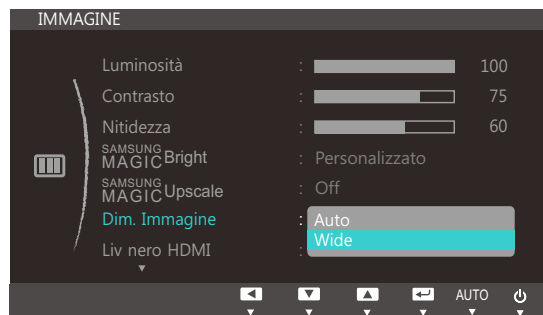 IMMAGINE
Luminosità : 100
Contrasto : 75
Nitidezza : 60
SAMSUNG MAGIC Bright : Personalizzato
SAMSUNG MAGIC Upscale : Off
Dim. Immagine : Auto
Wide
Liv nero HDMI :
AUTO